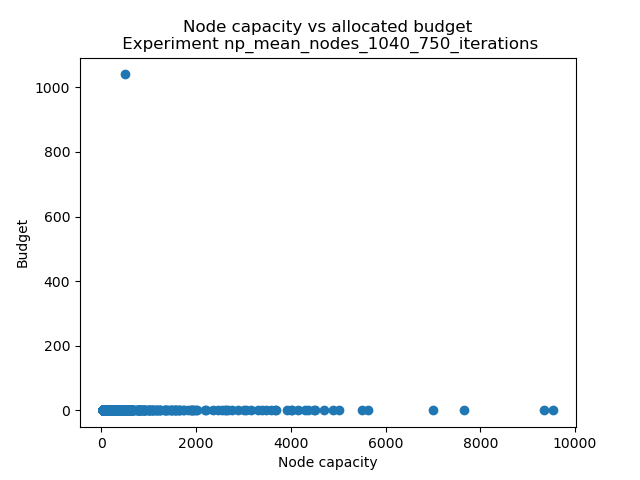 Node capacity vs allocated budget
Experiment np_mean_nodes_1040_750_iterations
1000
800
600
400
200
0
Budget
0 2000 4000 6000 8000 10000
Node capacity